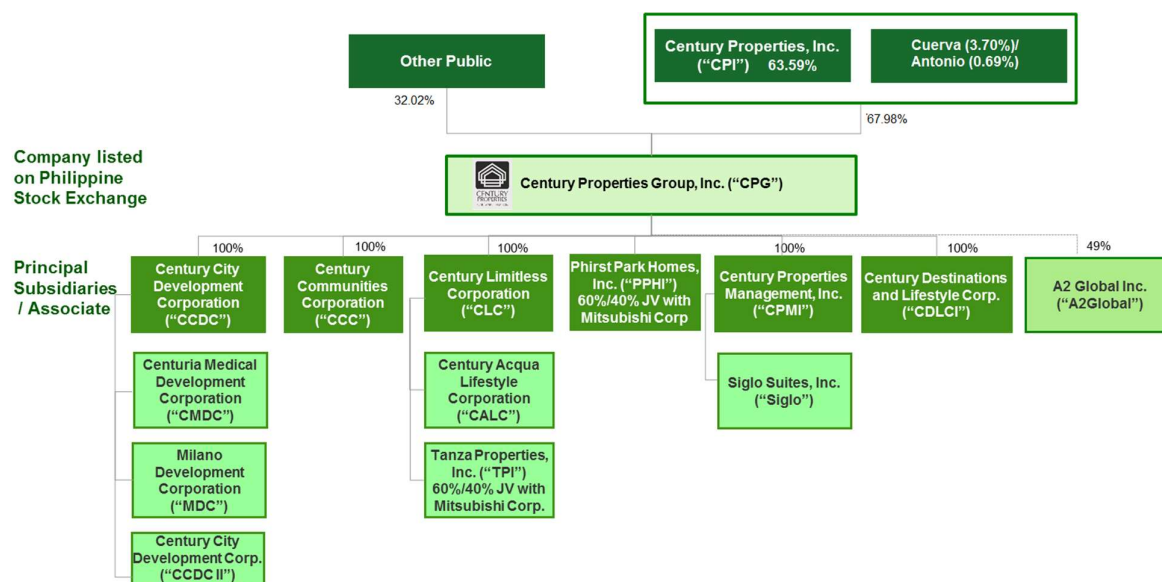 Other Public
Century Properties, Inc.
(“CPI”) 63.59%
Cuerva (3.70%)/
Antonio (0.69%)
32.02%
67.98%
Company listed
on Philippine
Stock Exchange
CENTURY
PROPERTIES
Century Properties Group, Inc. (“CPG”)
100%
100%
100%
100%
100%
49%
Principal
Subsidiaries
/ Associate
Century City
Development
Corporation
(“CCDC”)
Century
Communities
Corporation
(“CCC”)
Century Limitless
Corporation
(“CLC”)
Phirst Park Homes,
Inc. (“PPHI”)
60%/40% JV with
Mitsubishi Corp
Century Properties
Management, Inc.
(“CPMI”)
Century Destinations
and Lifestyle Corp.
(“CDLCI”)
A2 Global Inc.
(“A2Global”)
Centuria Medical
Development
Corporation
(“CMDC”)
Century Acqua
Lifestyle
Corporation
(“CALC”)
Siglo Suites, Inc.
(“Siglo”)
Milano
Development
Corporation
(“MDC”)
Tanza Properties,
Inc. (“TPI”)
60%/40% JV with
Mitsubishi Corp.
Century City
Development Corp.
(“CCDC II”)